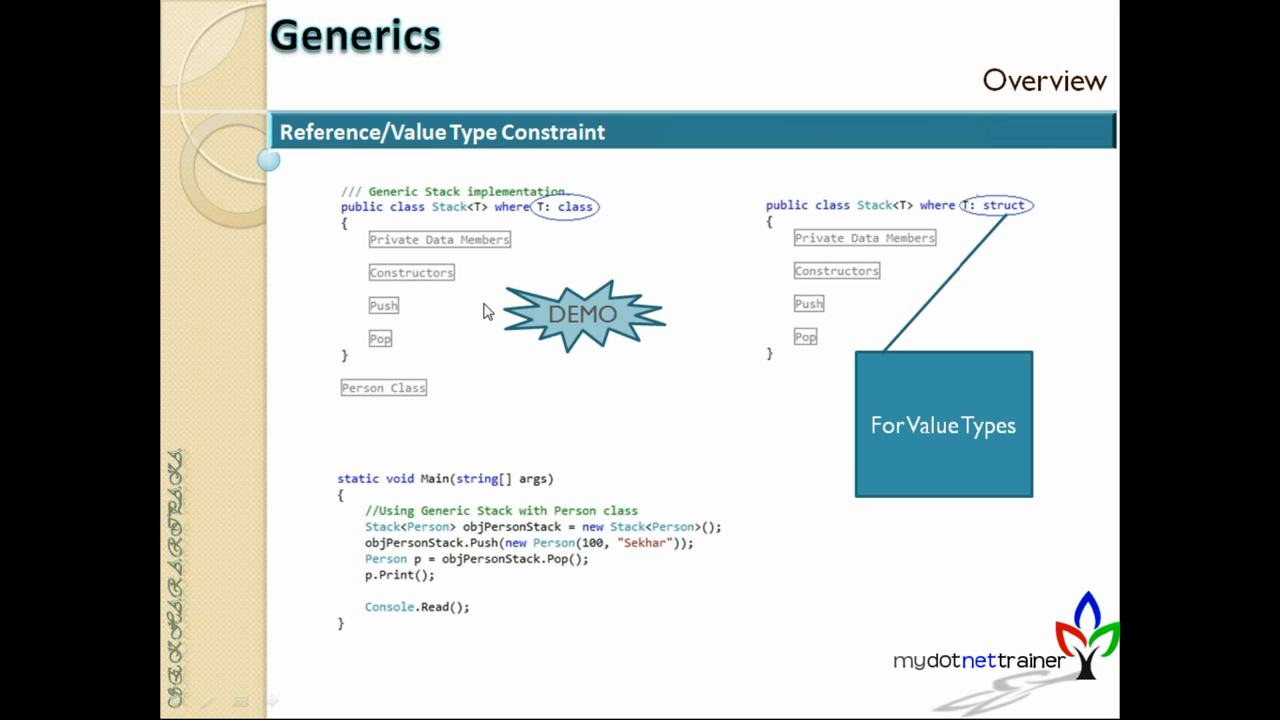 Generics
Overview
Reference/Value Type Constraint
/// Generic Stack implementation.
public class Stack<T> where T: class
{
Private Data Members
Constructors
Push
Pop
}
Person Class
DEMO
public class Stack<T> where T: struct
{
Private Data Members
Constructors
Push
Pop
}
For Value Types
static void Main(string[] args)
{
//Using Generic Stack with Person class
Stack<Person> objPersonStack = new Stack<Person>();
objPersonStack.Push(new Person(100, "Sekhar"));
Person p = objPersonStack.Pop();
p.Print();
Console.Read();
}
mydotnettrainer